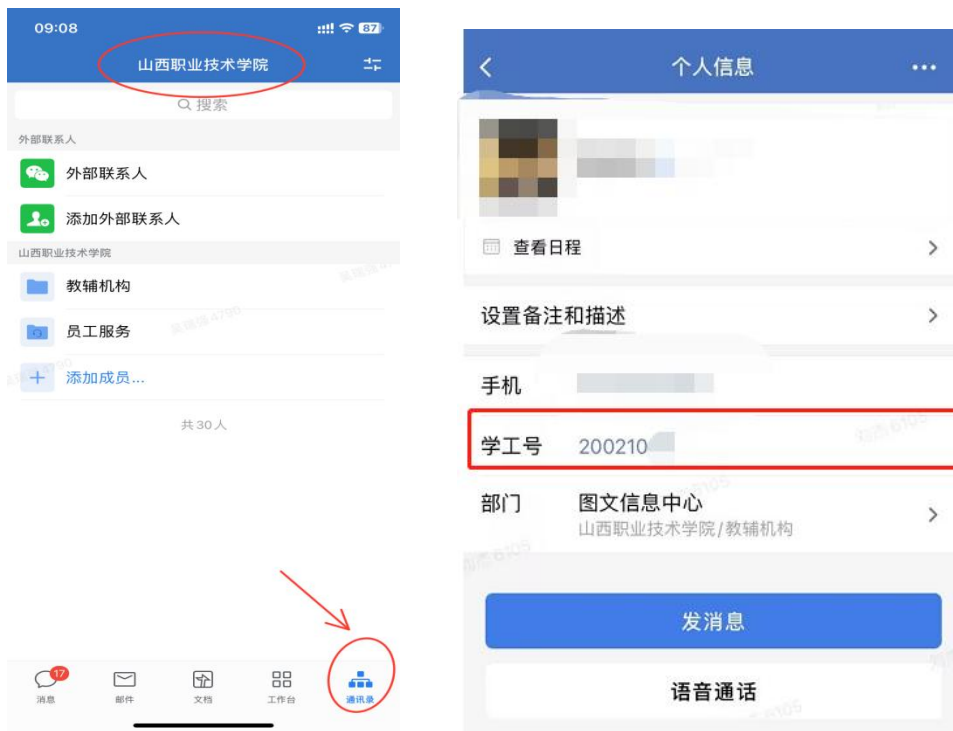 09:08
87
山西职业技术学院
搜索
外部联系人
外部联系人
添加外部联系人
山西职业技术学院
教辅机构
员工服务
添加成员...
共30人
17
消息
邮件
文档
工作台
通讯录
个人信息
查看日程
设置备注和描述
手机
学工号 200210
部门 图文信息中心
山西职业技术学院/教辅机构
发消息
语音通话